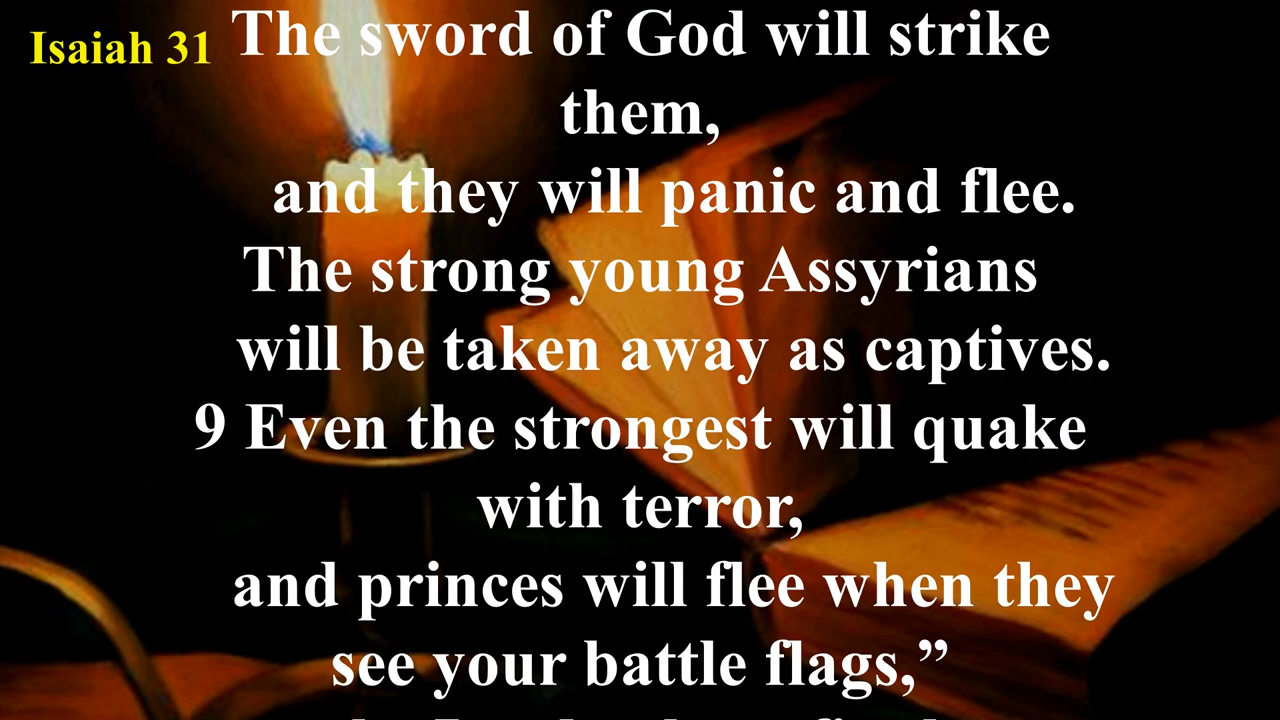 Isaiah 31
The sword of God will strike
them,
and they will panic and flee.
The strong young Assyrians
will be taken away as captives.
9 Even the strongest will quake
with terror,
and princes will flee when they
see your battle flags,”